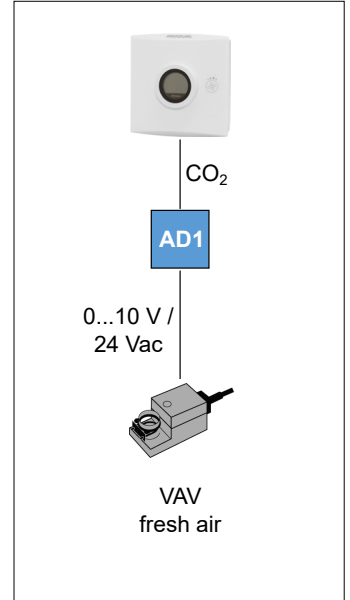 CO₂
AD1
0...10 V /
24 Vac
VAV
fresh air